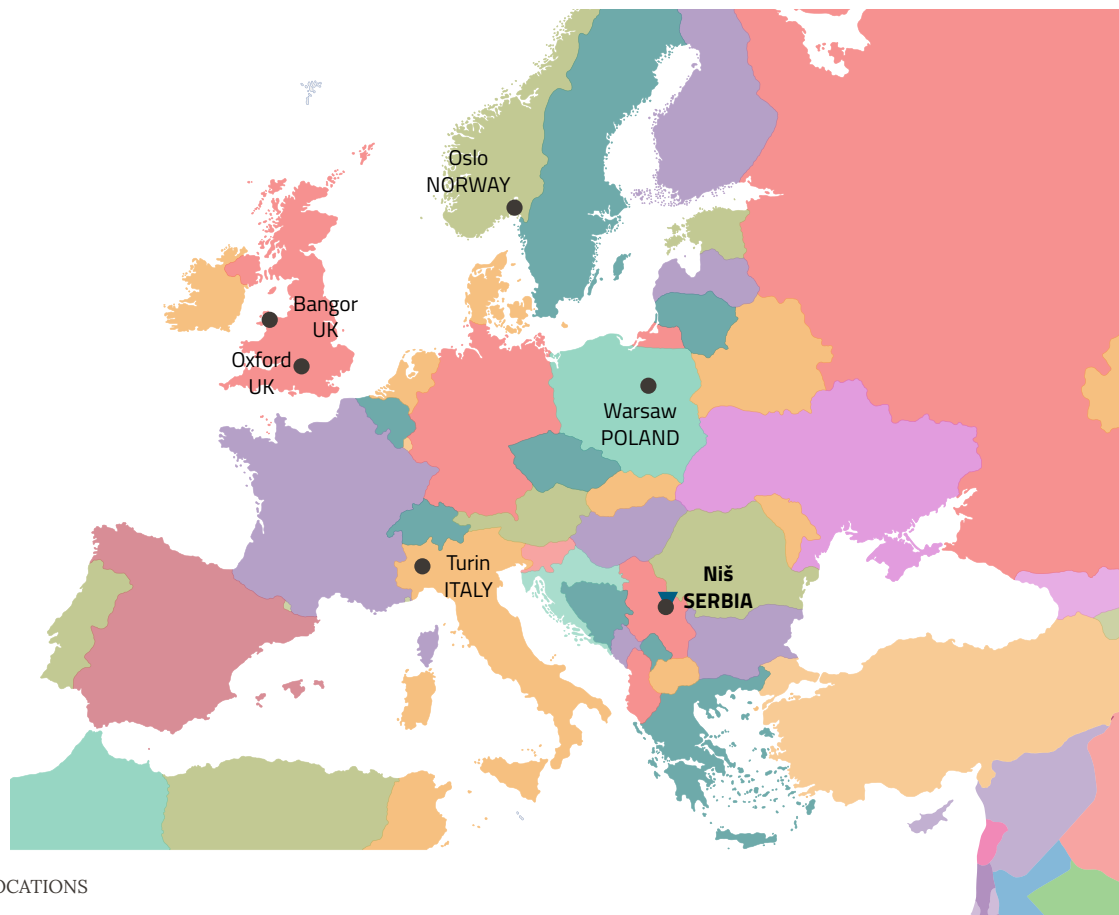 Oslo
NORWAY
Bangor
UK
Oxford
UK
Warsaw
POLAND
Turin
ITALY
Niš
SERBIA
OCATIONS